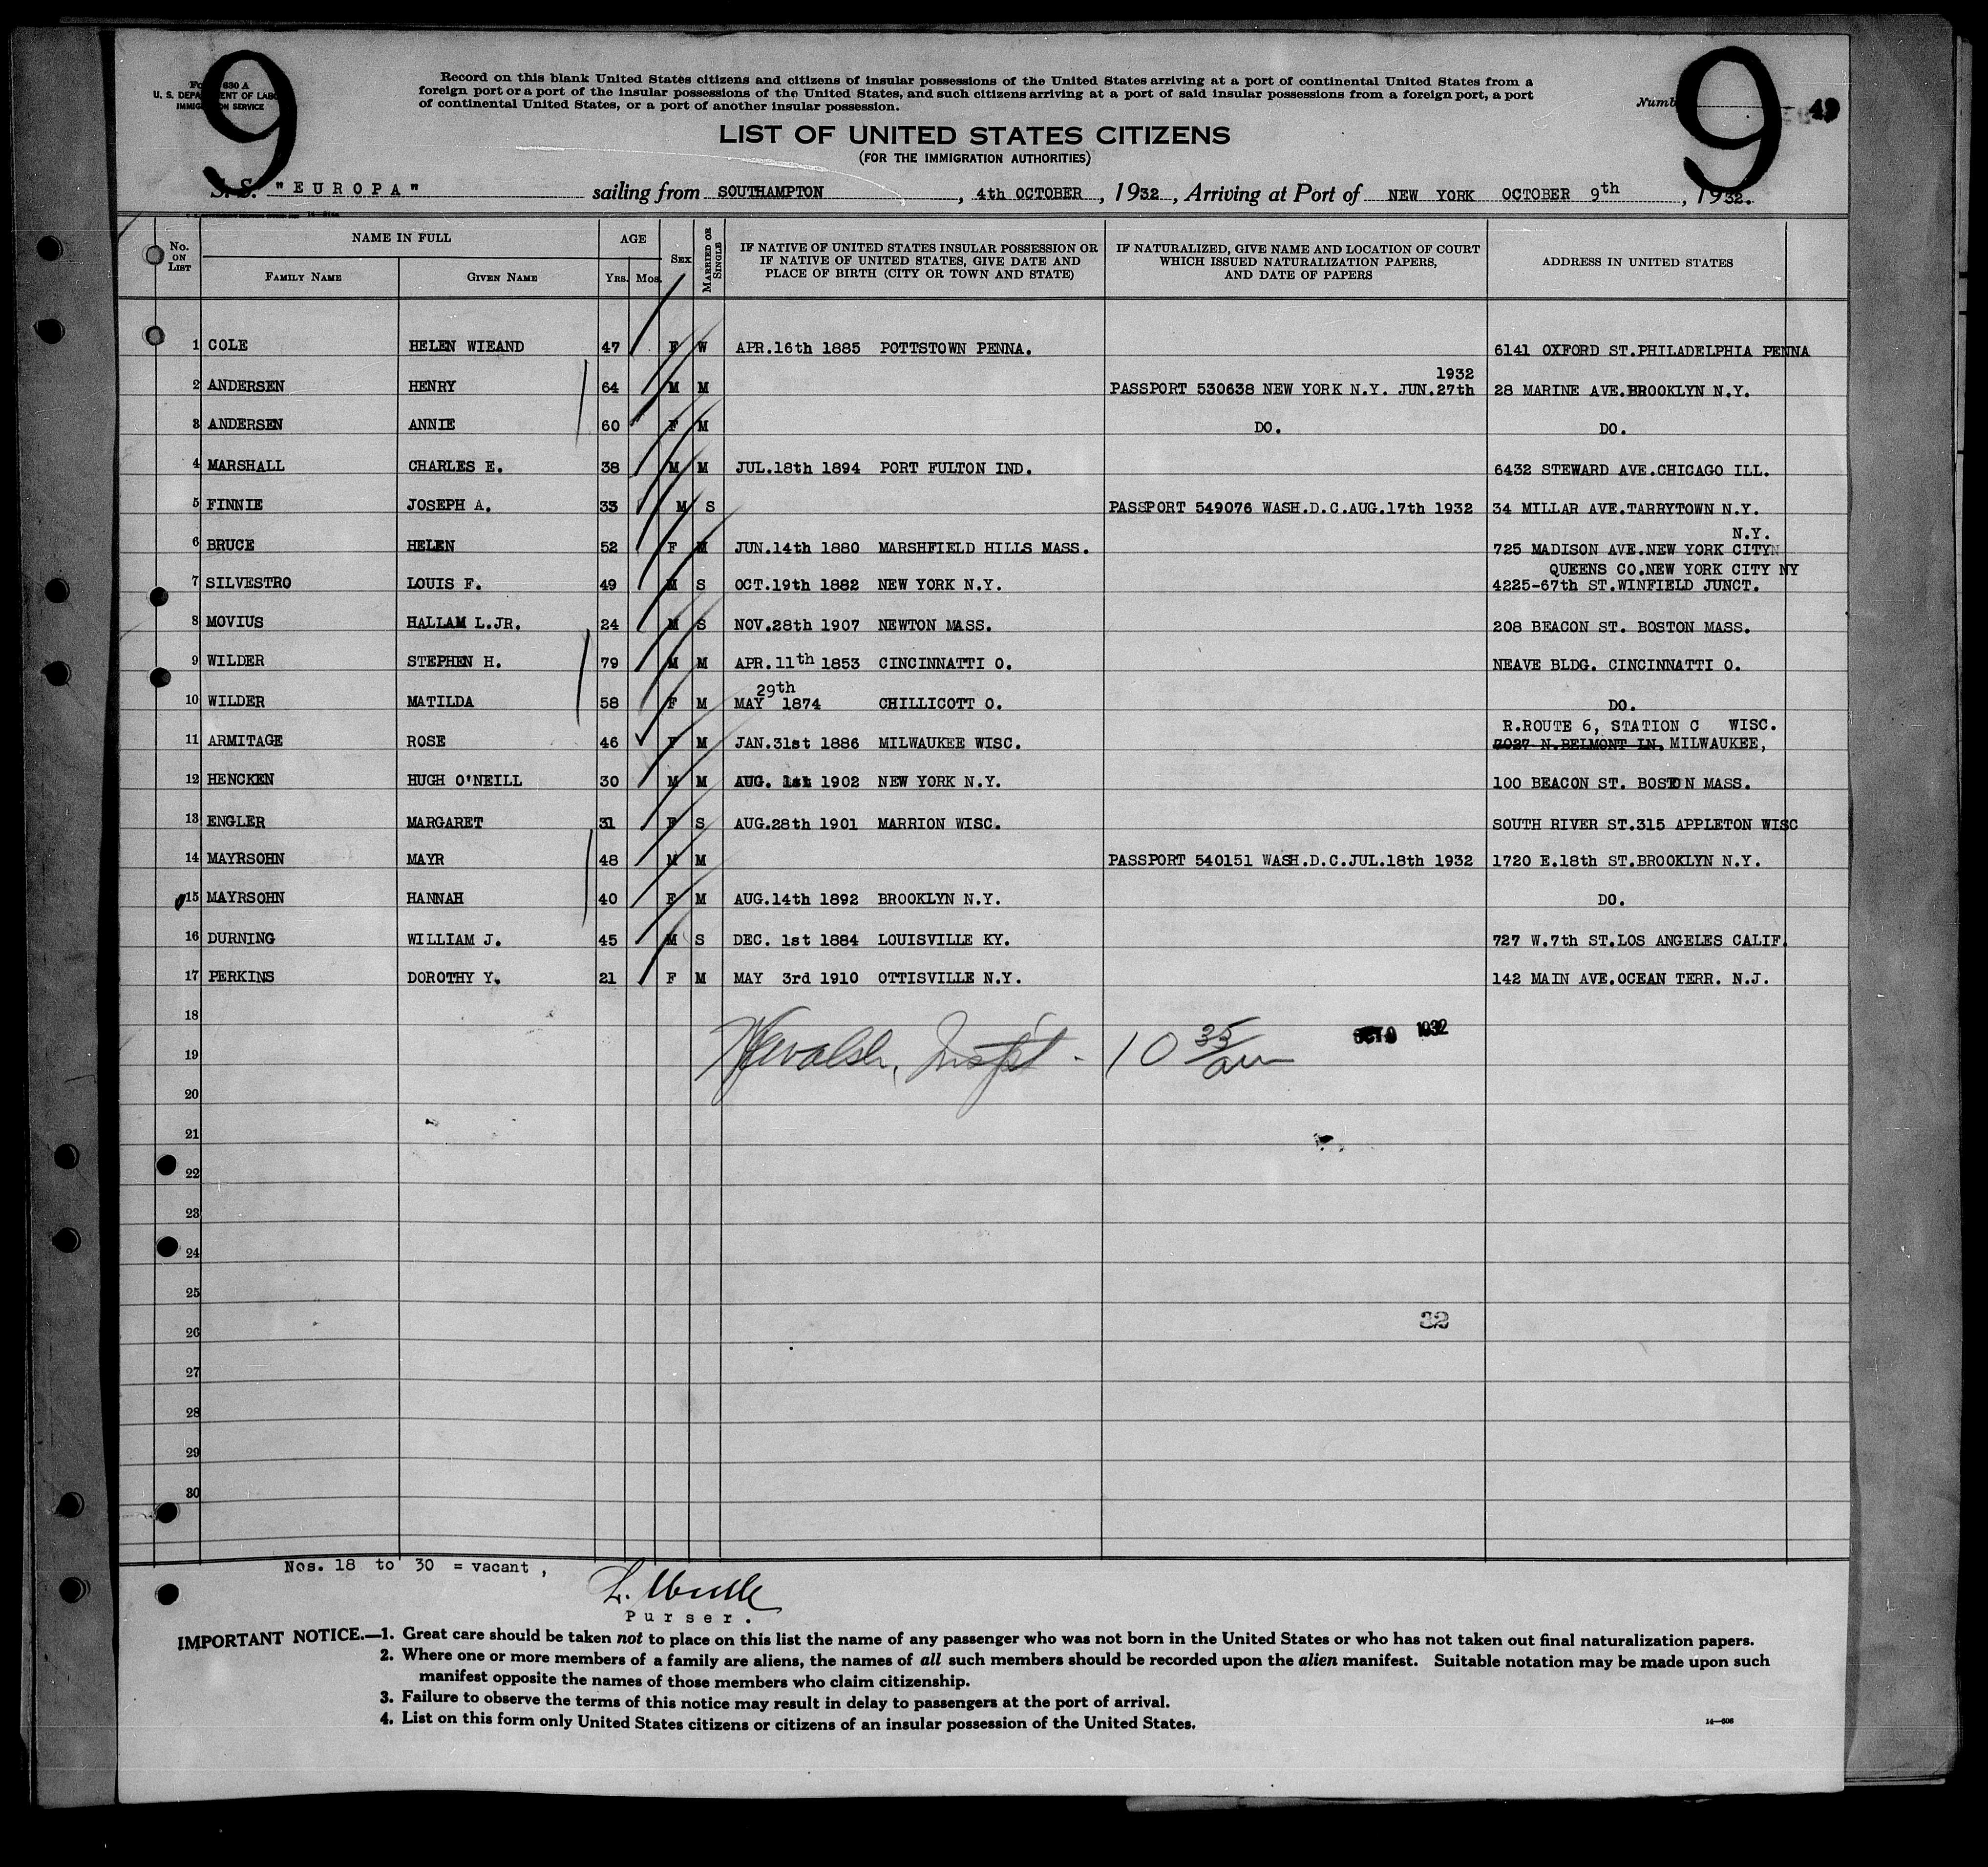 9 9
Form 630 A
U. S. DEPARTMENT OF LABOR
IMMIGRATION SERVICE
Record on this blank United States citizens and citizens of insular possessions of the United States arriving at a port of continental United States from a
foreign port or a port of the insular possessions of the United States, and such citizens arriving at a port of said insular possessions from a foreign port, a port
of continental United States, or a port of another insular possession.
Number 49
LIST OF UNITED STATES CITIZENS
(FOR THE IMMIGRATION AUTHORITIES)
S. S. "EUROPA" sailing from SOUTHAMPTON, 4th OCTOBER, 1932, Arriving at Port of NEW YORK OCTOBER 9th, 1932.
No. ON LIST NAME IN FULL AGE SEX MARRIED OR SINGLE IF NATIVE OF UNITED STATES INSULAR POSSESSION OR IF NATIVE OF UNITED STATES, GIVE DATE AND PLACE OF BIRTH (CITY OR TOWN AND STATE) IF NATURALIZED, GIVE NAME AND LOCATION OF COURT WHICH ISSUED NATURALIZATION PAPERS, AND DATE OF PAPERS ADDRESS IN UNITED STATES
FAMILY NAME GIVEN NAME YRS. MOS.
1 COLE HELEN WIEAND 47 F W APR.16th 1885 POTTSTOWN PENNA. 6141 OXFORD ST.PHILADELPHIA PENNA
1932
2 ANDERSEN HENRY 64 M M PASSPORT 530638 NEW YORK N.Y. JUN.27th 28 MARINE AVE.BROOKLYN N.Y.
3 ANDERSEN ANNIE 60 F M DO. DO.
4 MARSHALL CHARLES E. 38 M M JUL.18th 1894 PORT FULTON IND. 6432 STEWARD AVE.CHICAGO ILL.
5 FINNIE JOSEPH A. 33 M S PASSPORT 549076 WASH.D.C.AUG.17th 1932 34 MILLAR AVE.TARRYTOWN N.Y.
N.Y.
6 BRUCE HELEN 52 F M JUN.14th 1880 MARSHFIELD HILLS MASS. 725 MADISON AVE.NEW YORK CITY
QUEENS CO.NEW YORK CITY NY
7 SILVESTRO LOUIS F. 49 M S OCT.19th 1882 NEW YORK N.Y. 4225-67th ST.WINFIELD JUNCT.
8 MOVIUS HALLAM L.JR. 24 M S NOV.28th 1907 NEWTON MASS. 208 BEACON ST. BOSTON MASS.
9 WILDER STEPHEN H. 79 M M APR.11th 1853 CINCINNATTI O. NEAVE BLDG. CINCINNATTI O.
29th
10 WILDER MATILDA 58 F M MAY 1874 CHILLICOTT O. DO.
R.ROUTE 6, STATION C WISC.
11 ARMITAGE ROSE 46 F M JAN.31st 1886 MILWAUKEE WISC. 7027 N.BELMONT LN. MILWAUKEE,
12 HENCKEN HUGH O'NEILL 30 M M AUG. 1st 1902 NEW YORK N.Y. 100 BEACON ST. BOSTON MASS.
13 ENGLER MARGARET 31 F S AUG.28th 1901 MARRION WISC. SOUTH RIVER ST.315 APPLETON WISC
14 MAYRSOHN MAYR 48 M M PASSPORT 540151 WASH.D.C.JUL.18th 1932 1720 E.18th ST.BROOKLYN N.Y.
15 MAYRSOHN HANNAH 40 F M AUG.14th 1892 BROOKLYN N.Y. DO.
16 DURNING WILLIAM J. 45 M S DEC. 1st 1884 LOUISVILLE KY. 727 W.7th ST.LOS ANGELES CALIF.
17 PERKINS DOROTHY Y. 21 F M MAY 3rd 1910 OTTISVILLE N.Y. 142 MAIN AVE.OCEAN TERR. N.J.
18
19 Insp't - 10 35/am OCT 9 1932
20
21
22
23
24
25
26 32
27
28
29
30
Nos. 18 to 30 = vacant,
Purser.
IMPORTANT NOTICE.—1. Great care should be taken not to place on this list the name of any passenger who was not born in the United States or who has not taken out final naturalization papers.
2. Where one or more members of a family are aliens, the names of all such members should be recorded upon the alien manifest. Suitable notation may be made upon such
manifest opposite the names of those members who claim citizenship.
3. Failure to observe the terms of this notice may result in delay to passengers at the port of arrival.
4. List on this form only United States citizens or citizens of an insular possession of the United States.
14—606